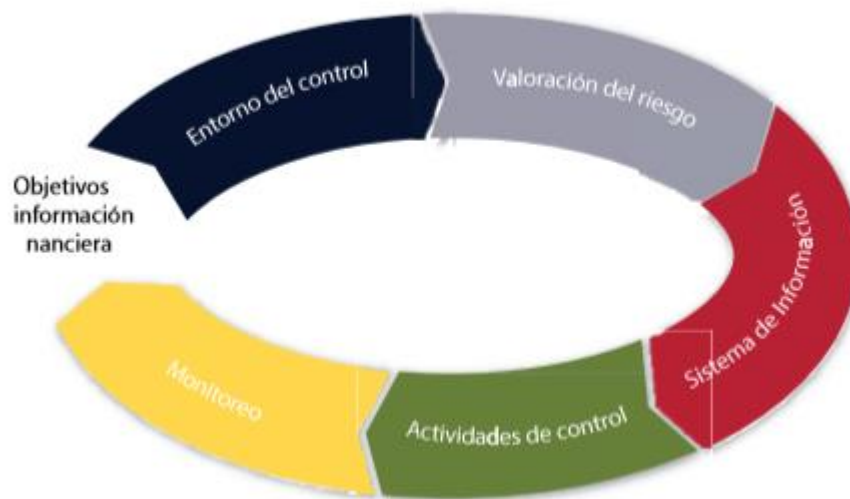 Entorno del control
Valoración del riesgo
Sistema de Información
Actividades de control
Monitoreo
Objetivos
información
nanciera